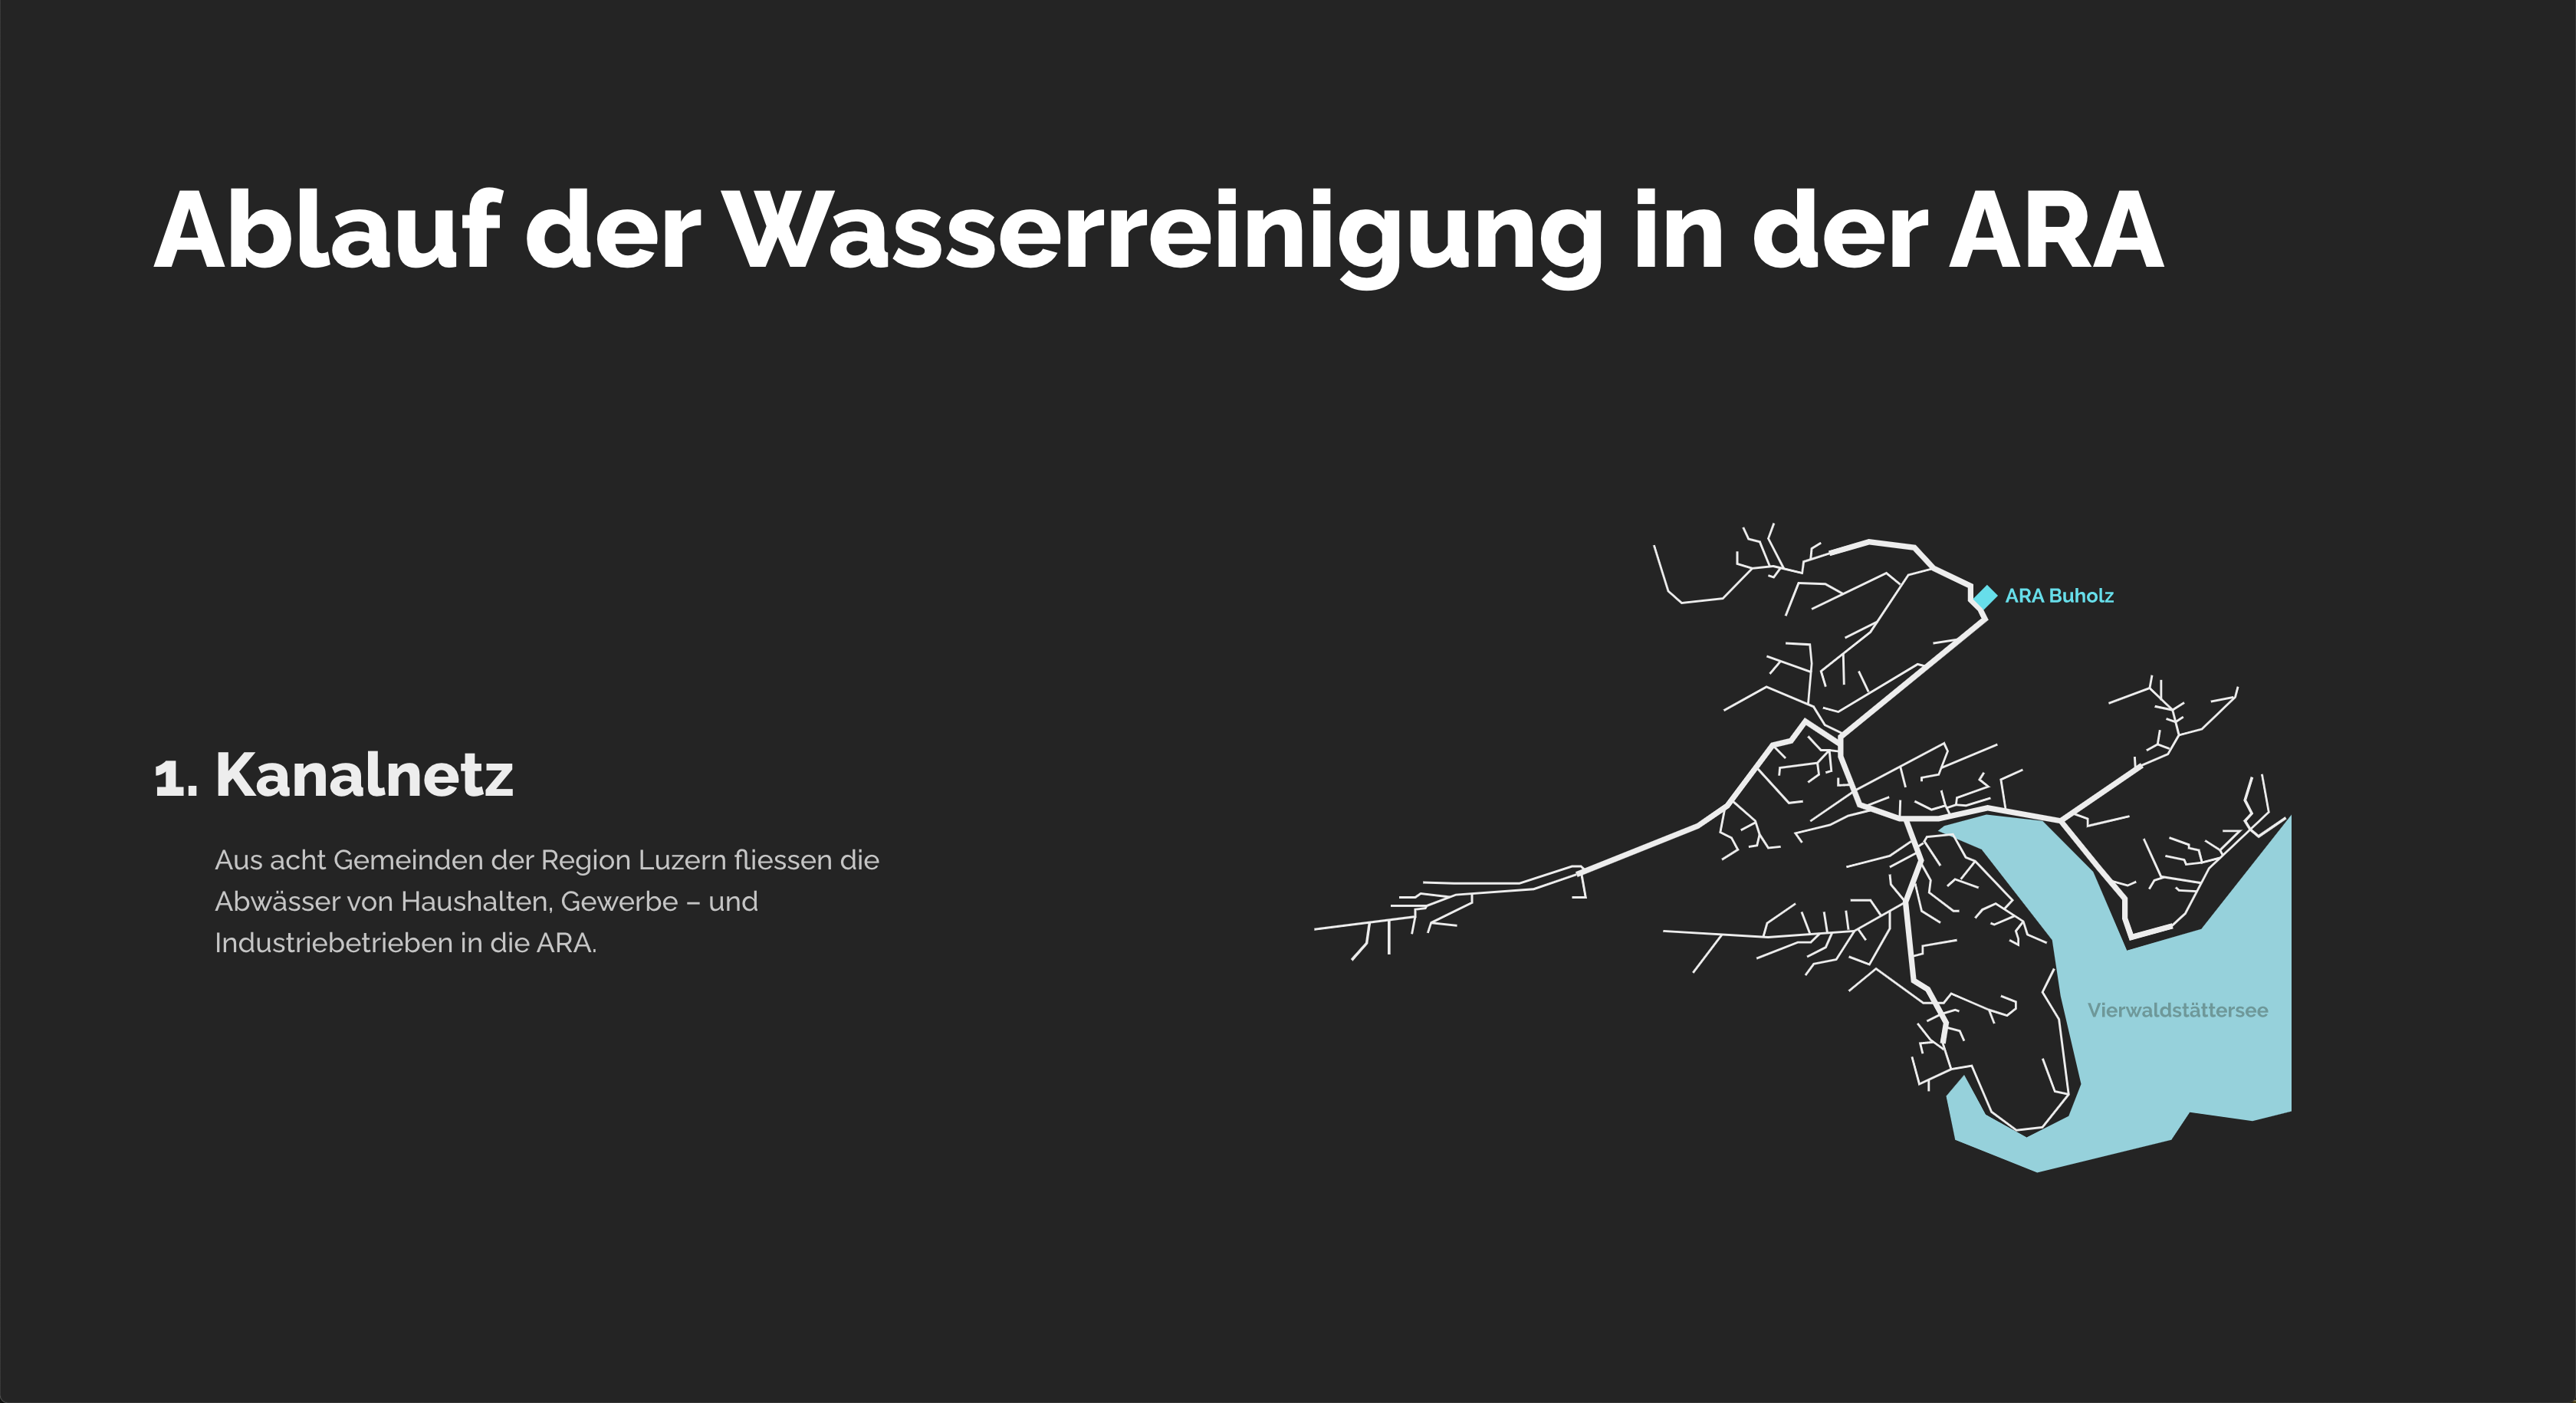 Ablauf der Wasserreinigung in der ARA
ARA Buholz
1. Kanalnetz
Aus acht Gemeinden der Region Luzern fliessen die
Abwässer von Haushalten, Gewerbe – und
Industriebetrieben in die ARA.
Vierwaldstättersee